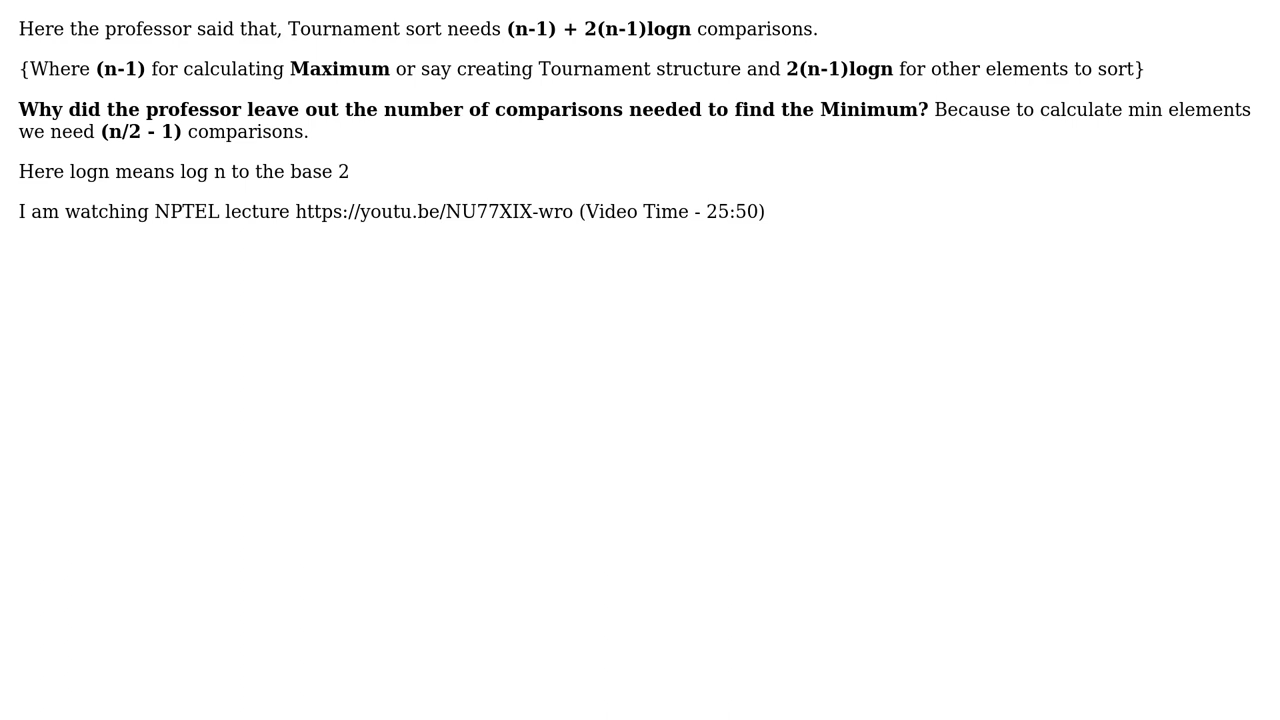 Here the professor said that, Tournament sort needs (n-1) + 2(n-1)logn comparisons.
{Where (n-1) for calculating Maximum or say creating Tournament structure and 2(n-1)logn for other elements to sort}
Why did the professor leave out the number of comparisons needed to find the Minimum? Because to calculate min elements
we need (n/2 - 1) comparisons.
Here logn means log n to the base 2
I am watching NPTEL lecture https://youtu.be/NU77XIX-wro (Video Time - 25:50)